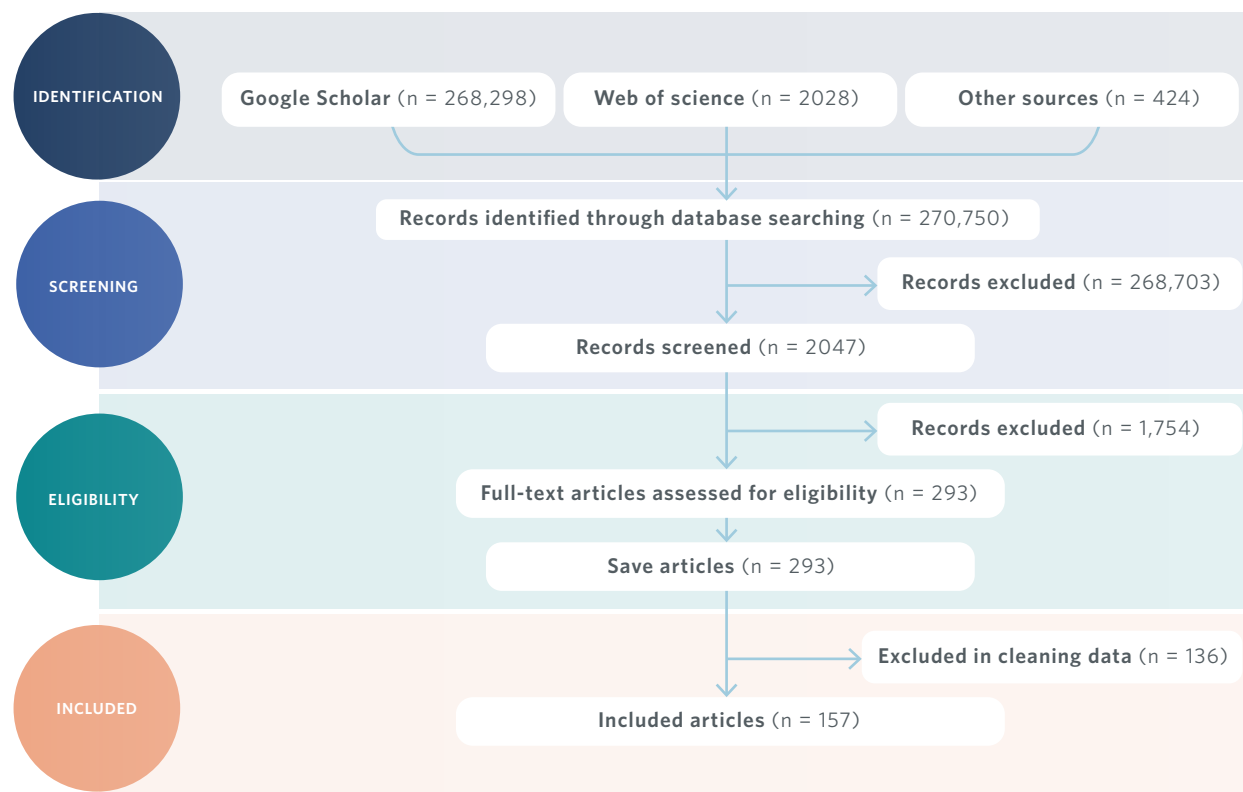 IDENTIFICATION
Google Scholar (n = 268,298)
Web of science (n = 2028)
Other sources (n = 424)
Records identified through database searching (n = 270,750)
SCREENING
Records excluded (n = 268,703)
Records screened (n = 2047)
Records excluded (n = 1,754)
ELIGIBILITY
Full-text articles assessed for eligibility (n = 293)
Save articles (n = 293)
Excluded in cleaning data (n = 136)
INCLUDED
Included articles (n = 157)